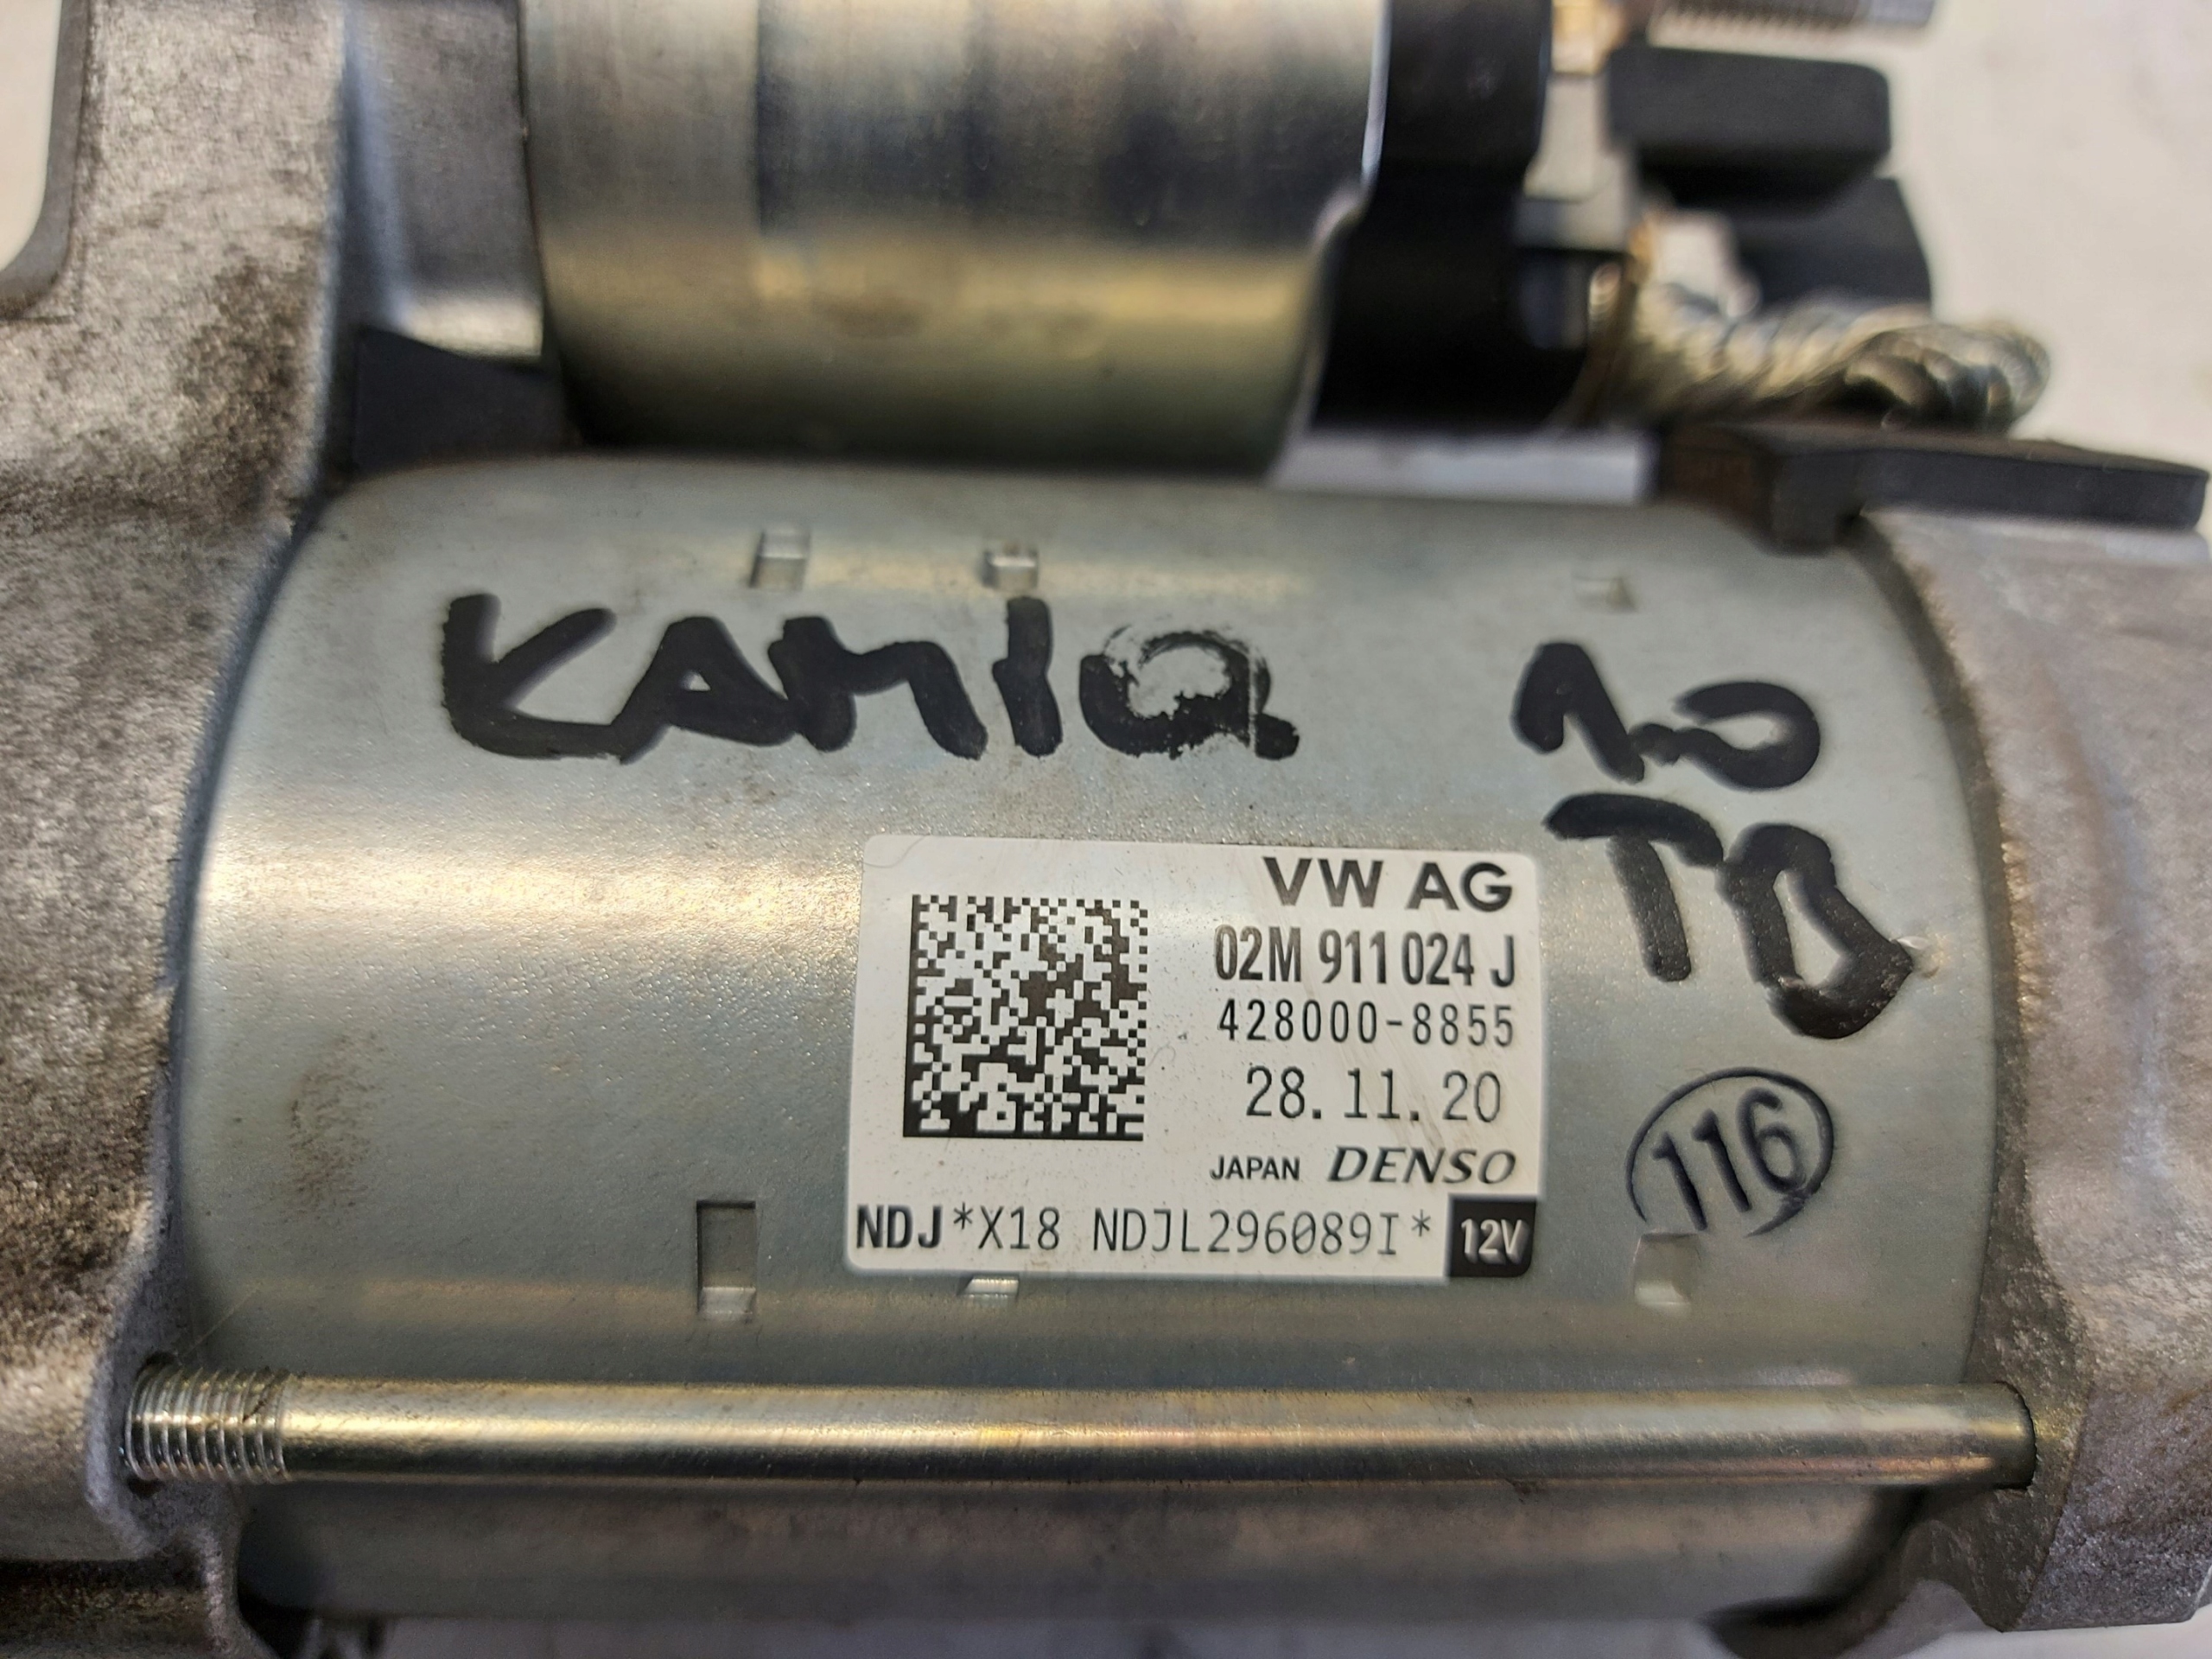 KAMIQ 1.0
TB
VW AG
02M 911 024 J
428000-8855
28.11.20
JAPAN DENSO
NDJ*X18 NDJL296089I* 12V
116